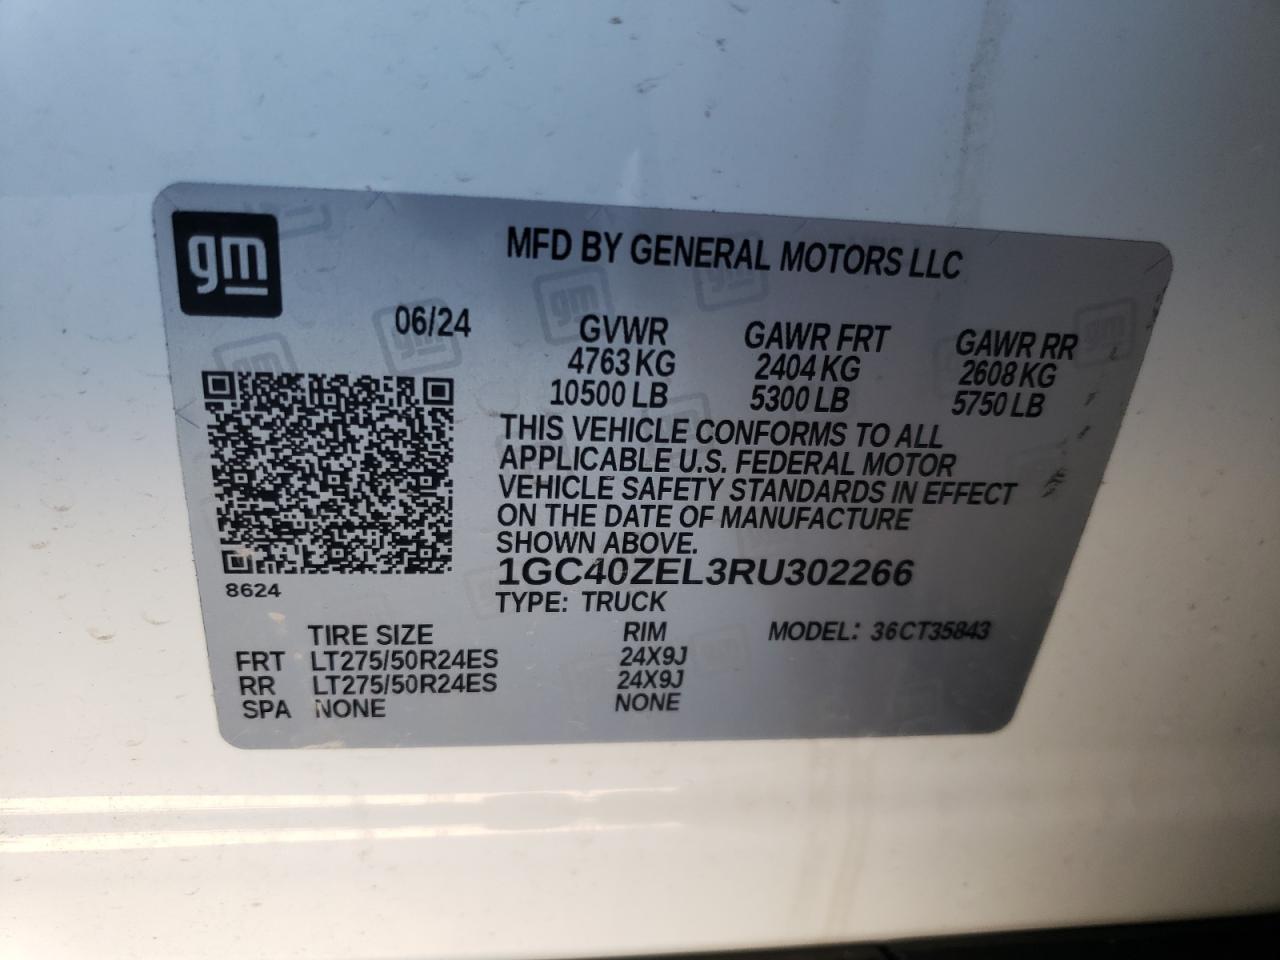 gm
MFD BY GENERAL MOTORS LLC
06/24
GVWR GAWR FRT GAWR RR
4763 KG 2404 KG 2608 KG
10500 LB 5300 LB 5750 LB
THIS VEHICLE CONFORMS TO ALL
APPLICABLE U.S. FEDERAL MOTOR
VEHICLE SAFETY STANDARDS IN EFFECT
ON THE DATE OF MANUFACTURE
SHOWN ABOVE.
1GC40ZEL3RU302266
8624
TYPE: TRUCK
TIRE SIZE RIM MODEL: 36CT35843
FRT LT275/50R24ES 24X9J
RR LT275/50R24ES 24X9J
SPA NONE NONE